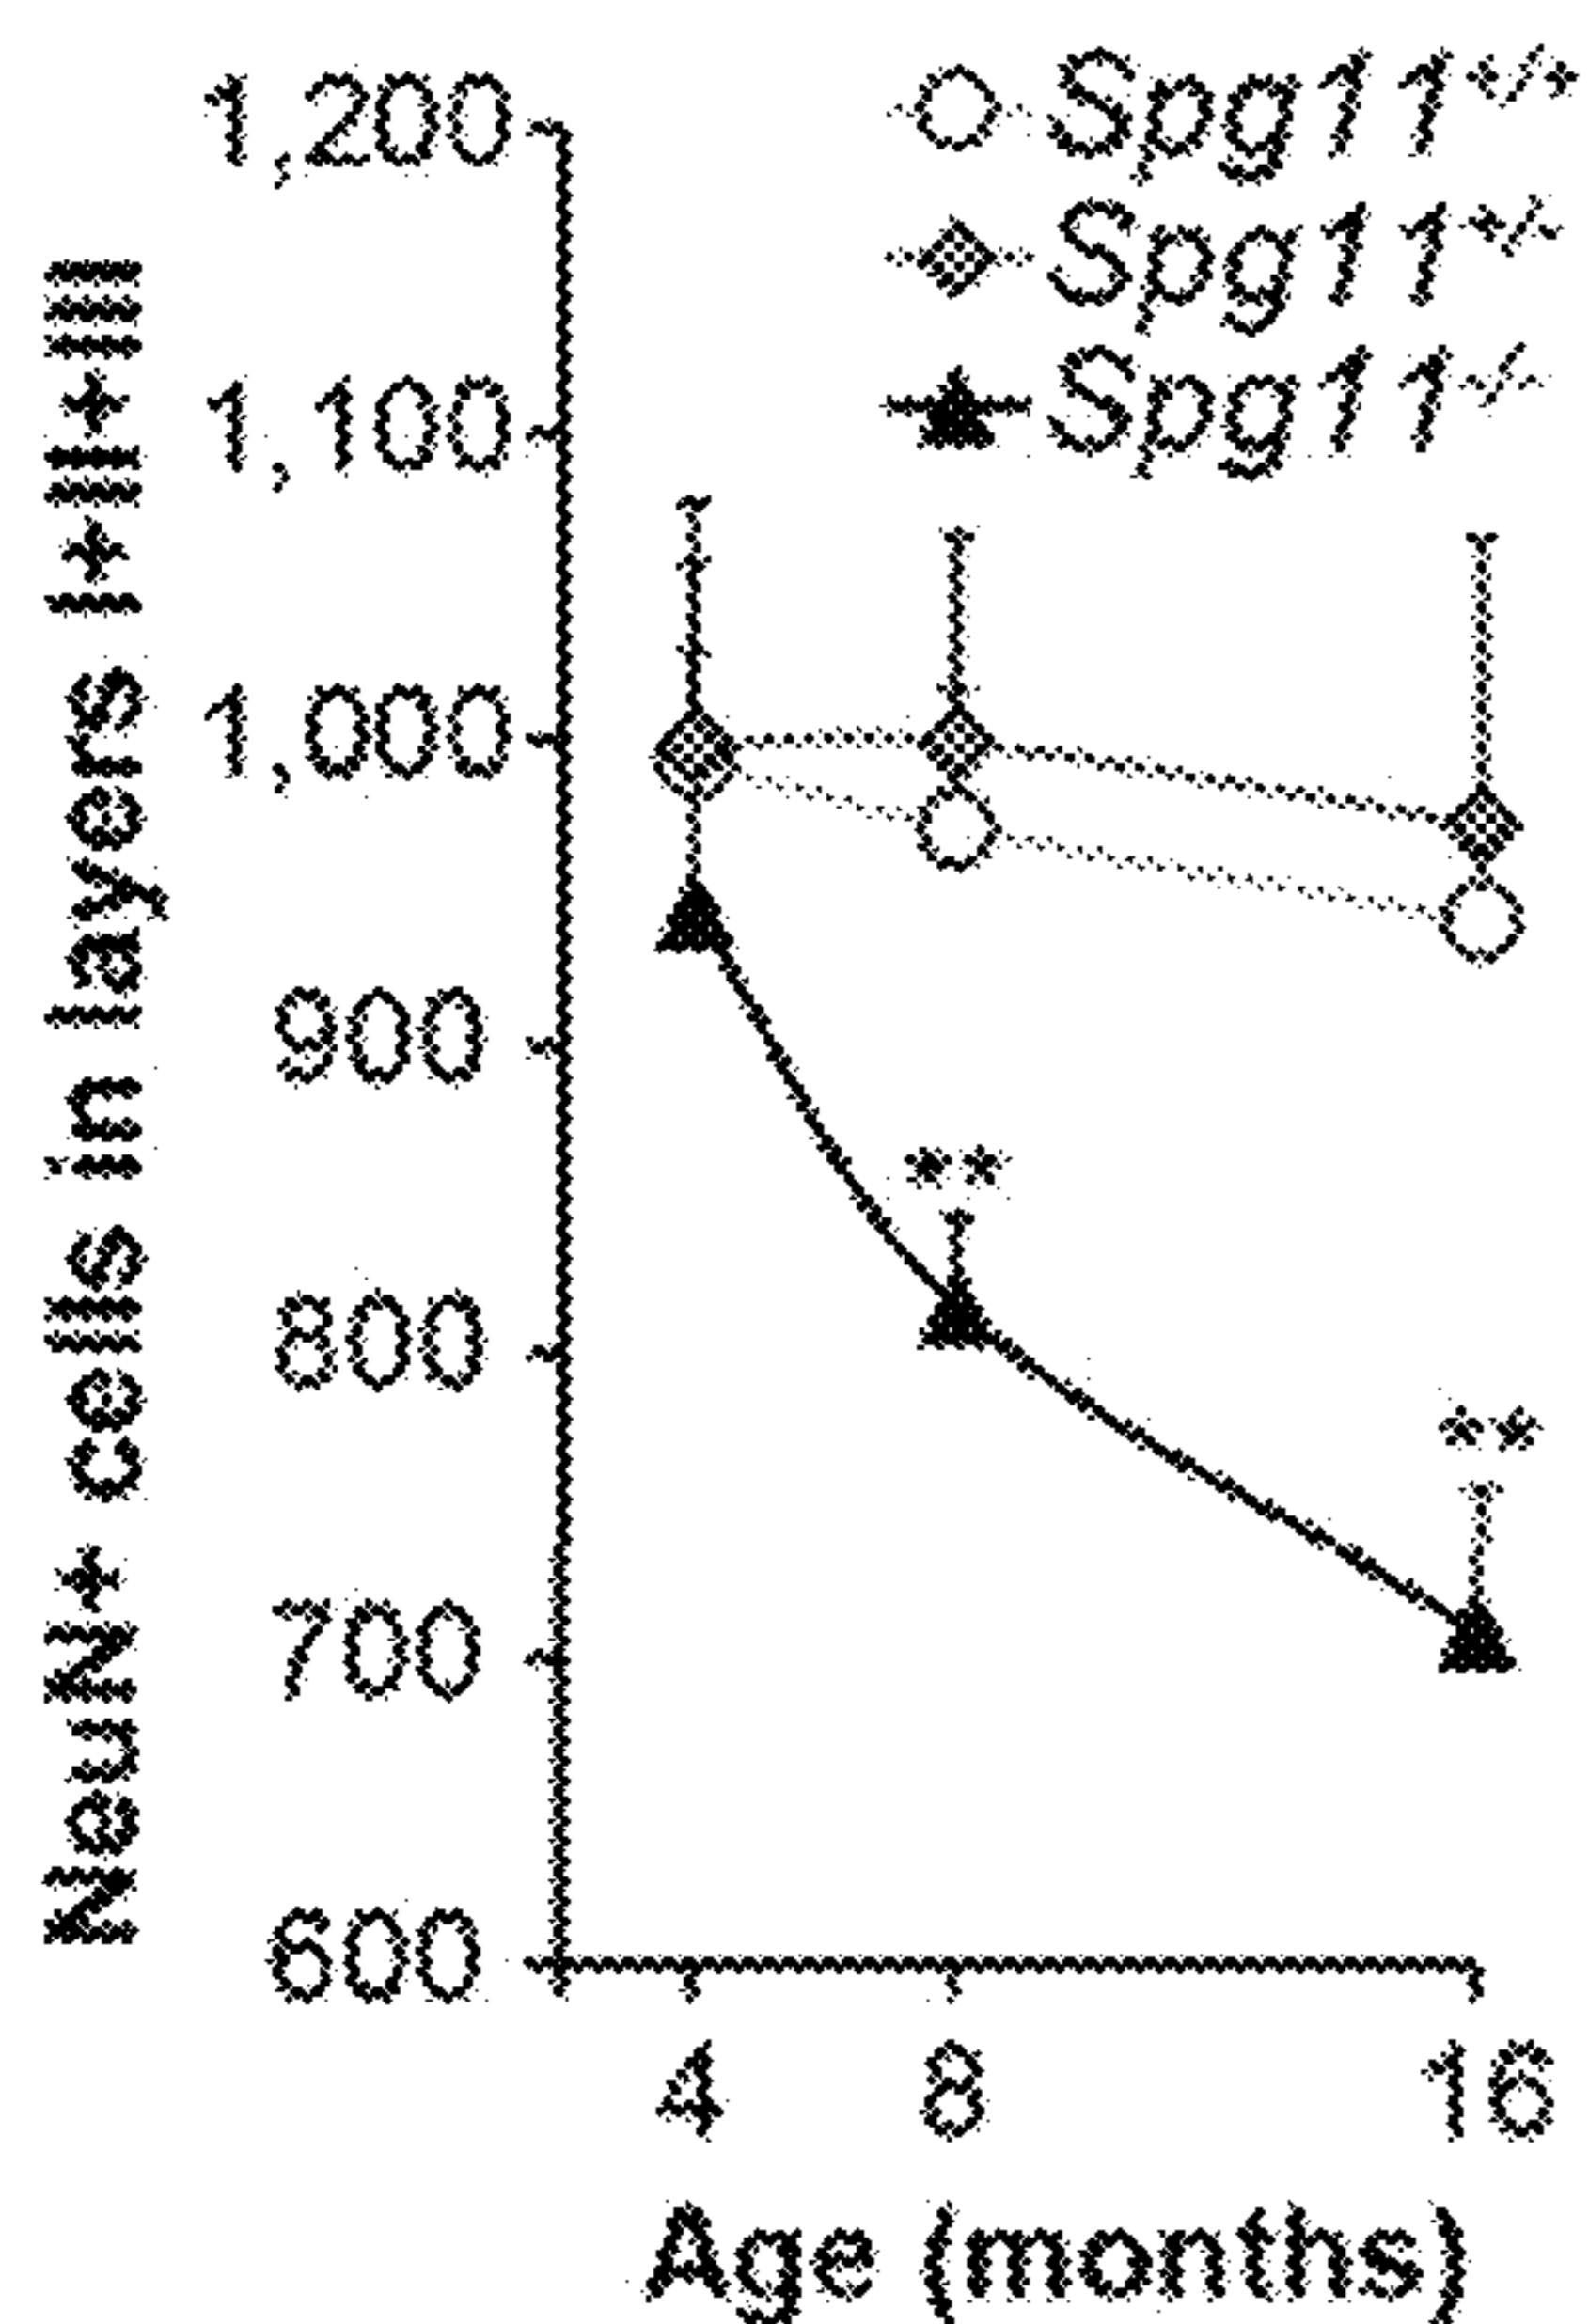 NeuN+ cells in layers I+II+III
1,200
1,100
1,000
900
800
700
600
Spg11+/+
Spg11+/-
Spg11-/-
**
**
4 8 16
Age (months)